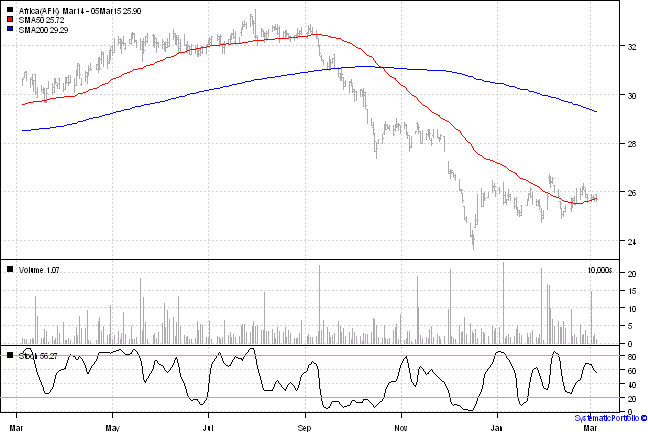 Africa(AFK) Mar14 - 05Mar15 25.90
SMA50 25.72
SMA200 29.29
32
30
28
26
24
Volume 1.07
10,000s
20
15
10
5
0
Stoch 56.27
80
60
40
20
0
Mar May Jul Sep Nov Jan Mar
SystematicPortfolio ©